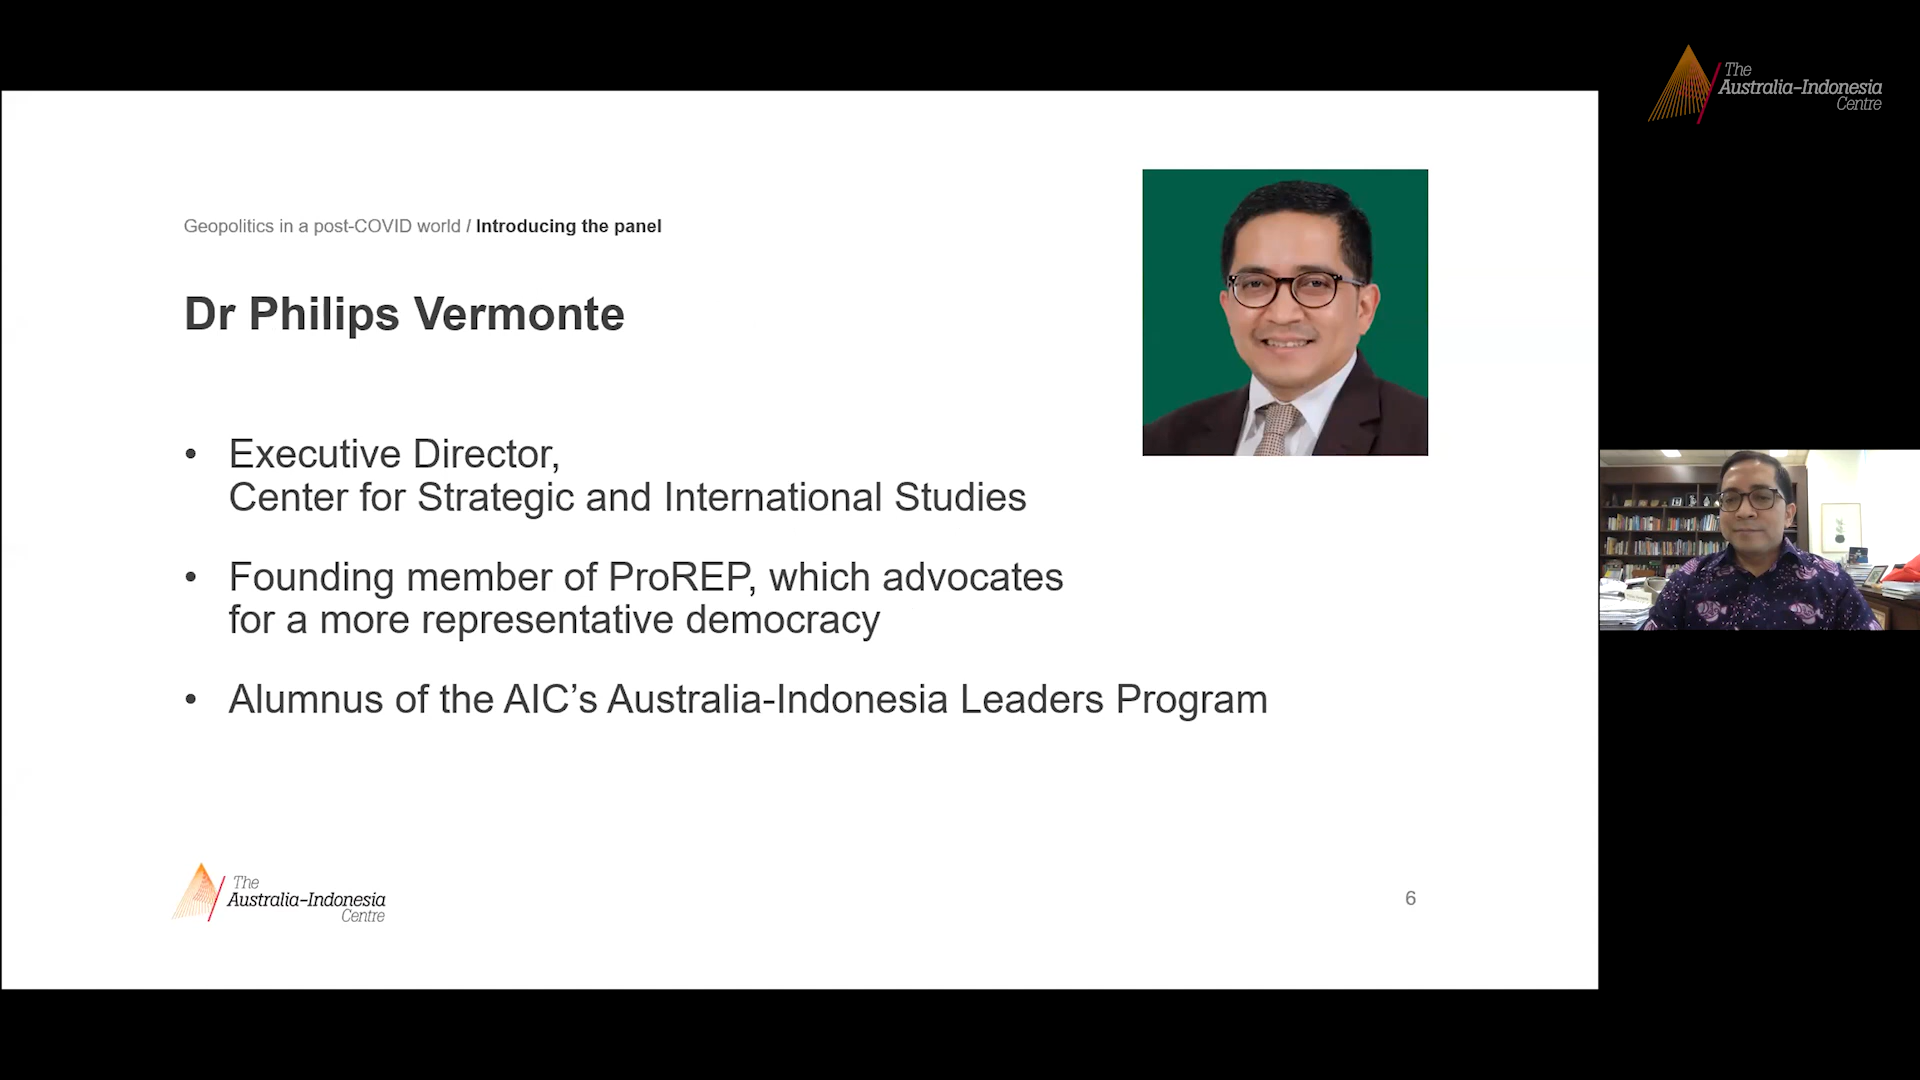 The
Australia–Indonesia
Centre
Geopolitics in a post-COVID world / Introducing the panel
Dr Philips Vermonte
• Executive Director,
Center for Strategic and International Studies
• Founding member of ProREP, which advocates
for a more representative democracy
• Alumnus of the AIC’s Australia-Indonesia Leaders Program
The
Australia–Indonesia
Centre
6